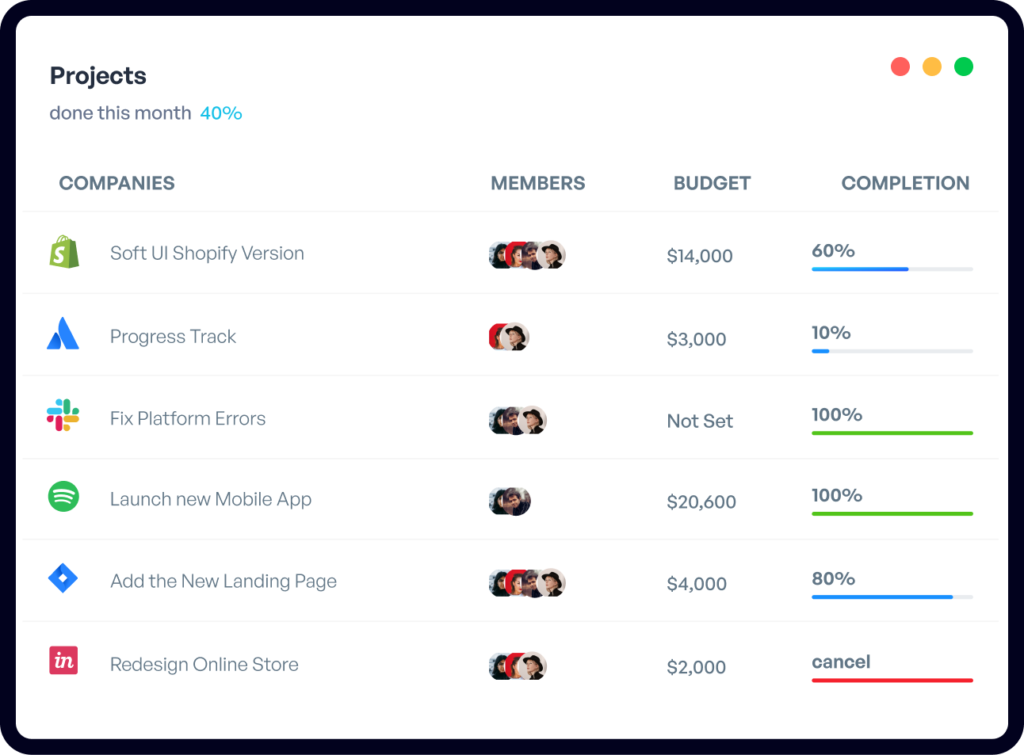 Projects
done this month 40%
COMPANIES MEMBERS BUDGET COMPLETION
Soft UI Shopify Version $14,000 60%
Progress Track $3,000 10%
Fix Platform Errors Not Set 100%
Launch new Mobile App $20,600 100%
Add the New Landing Page $4,000 80%
in Redesign Online Store $2,000 cancel